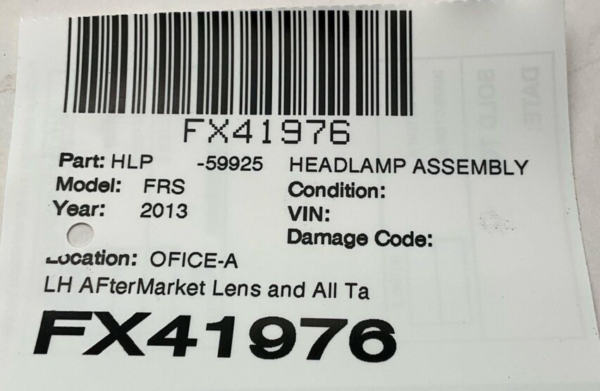 FX41976
Part: HLP -59925 HEADLAMP ASSEMBLY
Model: FRS Condition:
Year: 2013 VIN:
Damage Code:
Location: OFICE-A
LH AFterMarket Lens and All Ta
FX41976
DATE